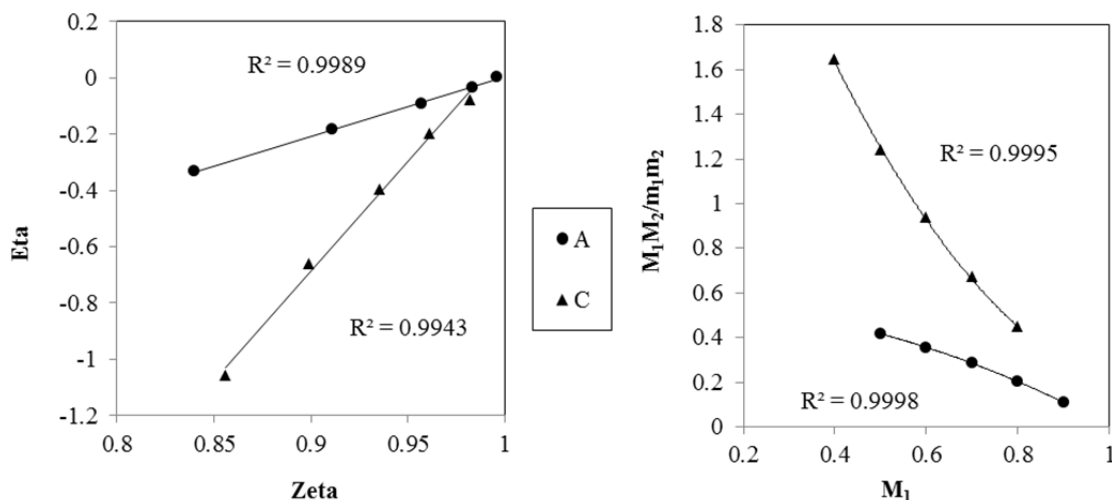 0.2
0
-0.2
-0.4
-0.6
-0.8
-1
-1.2
Eta
R² = 0.9989
R² = 0.9943
0.8
0.85
0.9
0.95
1
Zeta
A
C
1.8
1.6
1.4
1.2
1
0.8
0.6
0.4
0.2
0
M₁M₂/m₁m₂
R² = 0.9995
R² = 0.9998
0.2
0.4
0.6
0.8
1
M₁